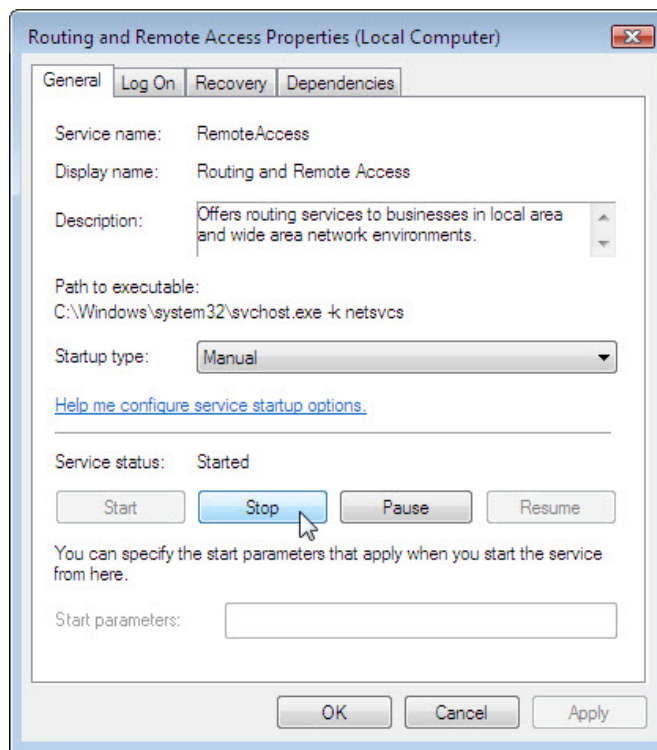 Routing and Remote Access Properties (Local Computer)
General Log On Recovery Dependencies
Service name: RemoteAccess
Display name: Routing and Remote Access
Description: Offers routing services to businesses in local area
and wide area network environments.
Path to executable:
C:\Windows\system32\svchost.exe -k netsvcs
Startup type: Manual
Help me configure service startup options.
Service status: Started
Start Stop Pause Resume
You can specify the start parameters that apply when you start the service
from here.
Start parameters:
OK Cancel Apply